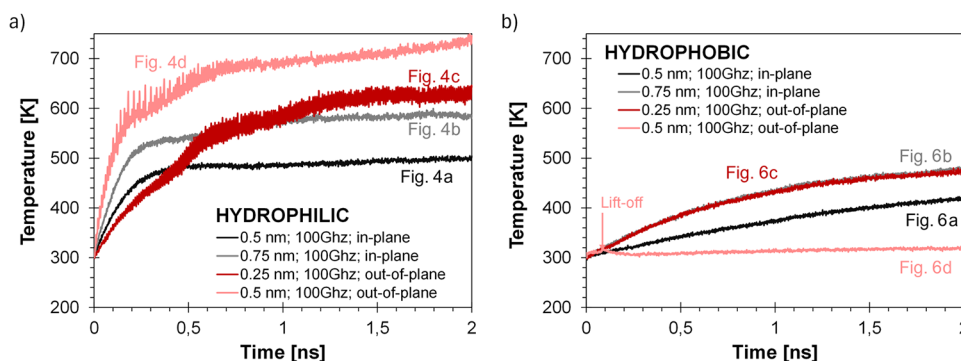 a)
Temperature [K]
700
600
500
400
300
200
Fig. 4d
Fig. 4c
Fig. 4b
Fig. 4a
HYDROPHILIC
0.5 nm; 100Ghz; in-plane
0.75 nm; 100Ghz; in-plane
0.25 nm; 100Ghz; out-of-plane
0.5 nm; 100Ghz; out-of-plane
0 0,5 1 1,5 2
Time [ns]
b)
Temperature [K]
700
600
500
400
300
200
HYDROPHOBIC
0.5 nm; 100Ghz; in-plane
0.75 nm; 100Ghz; in-plane
0.25 nm; 100Ghz; out-of-plane
0.5 nm; 100Ghz; out-of-plane
Fig. 6b
Fig. 6c
Lift-off
Fig. 6a
Fig. 6d
0 0,5 1 1,5 2
Time [ns]